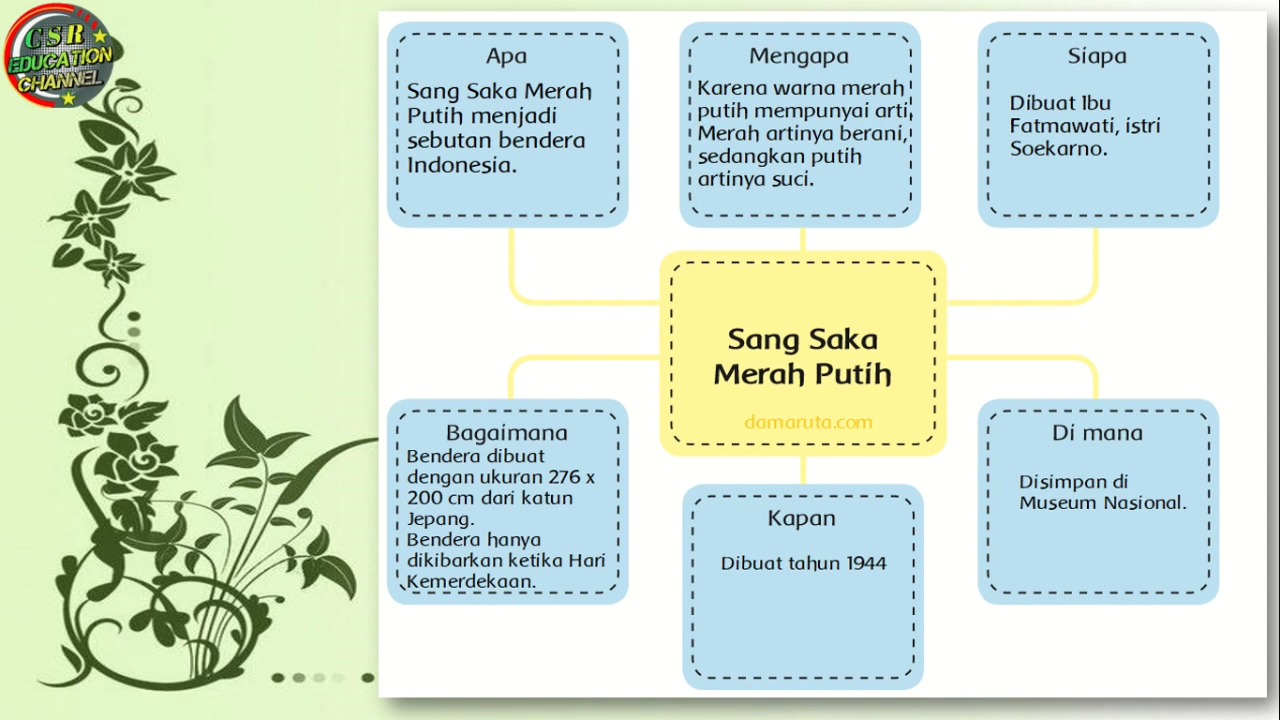 CSR
EDUCATION
CHANNEL
Apa
Sang Saka Merah
Putih menjadi
sebutan bendera
Indonesia.
Mengapa
Karena warna merah
putih mempunyai arti.
Merah artinya berani,
sedangkan putih
artinya suci.
Siapa
Dibuat Ibu
Fatmawati, istri
Soekarno.
Sang Saka
Merah Putih
damaruta.com
Bagaimana
Bendera dibuat
dengan ukuran 276 x
200 cm dari katun
Jepang.
Bendera hanya
dikibarkan ketika Hari
Kemerdekaan.
Kapan
Dibuat tahun 1944
Di mana
Disimpan di
Museum Nasional.